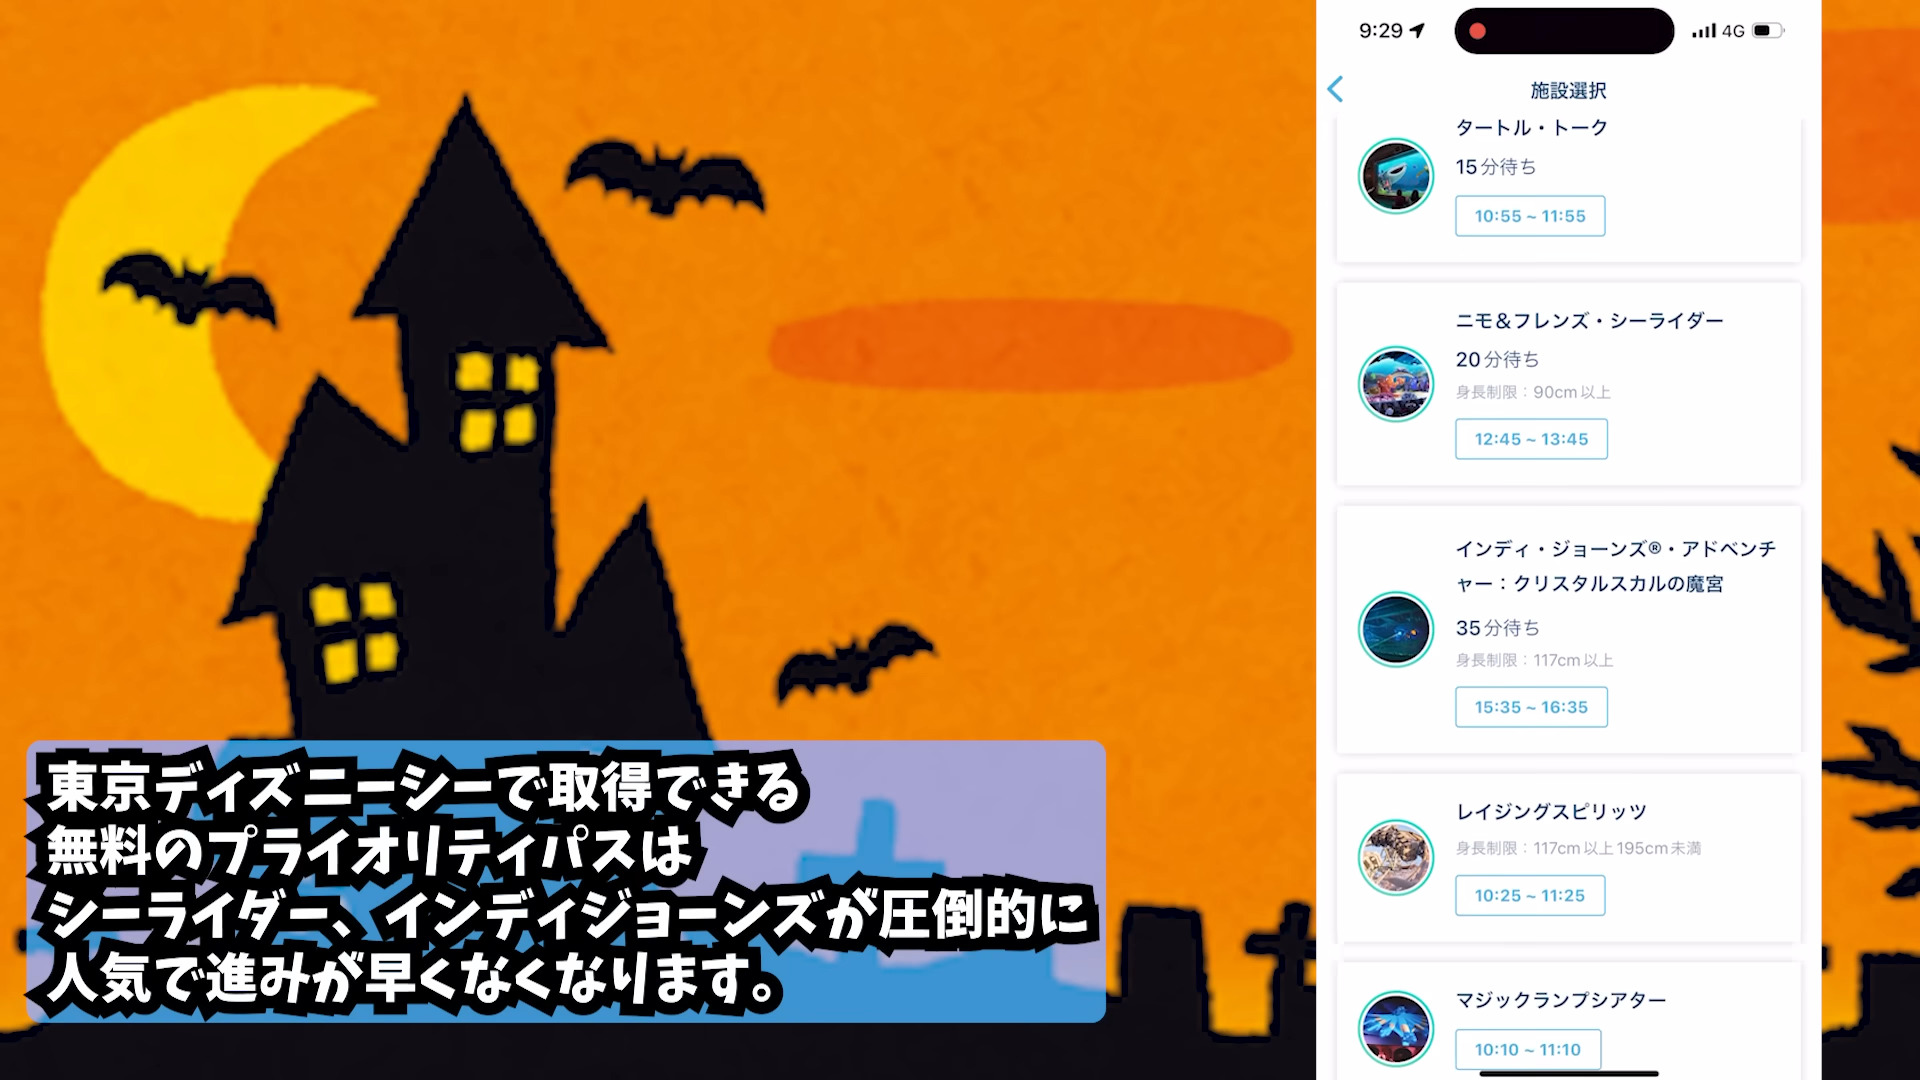 東京ディズニーシーで取得できる
無料のプライオリティパスは
シーライダー、インディジョーンズが圧倒的に
人気で進みが早くなくなります。
9:29
4G
施設選択
タートル・トーク
15分待ち
10:55 ~ 11:55
ニモ&フレンズ・シーライダー
20分待ち
身長制限：90cm以上
12:45 ~ 13:45
インディ・ジョーンズ®・アドベンチ
ャー：クリスタルスカルの魔宮
35分待ち
身長制限：117cm以上
15:35 ~ 16:35
レイジングスピリッツ
身長制限：117cm以上195cm未満
10:25 ~ 11:25
マジックランプシアター
10:10 ~ 11:10